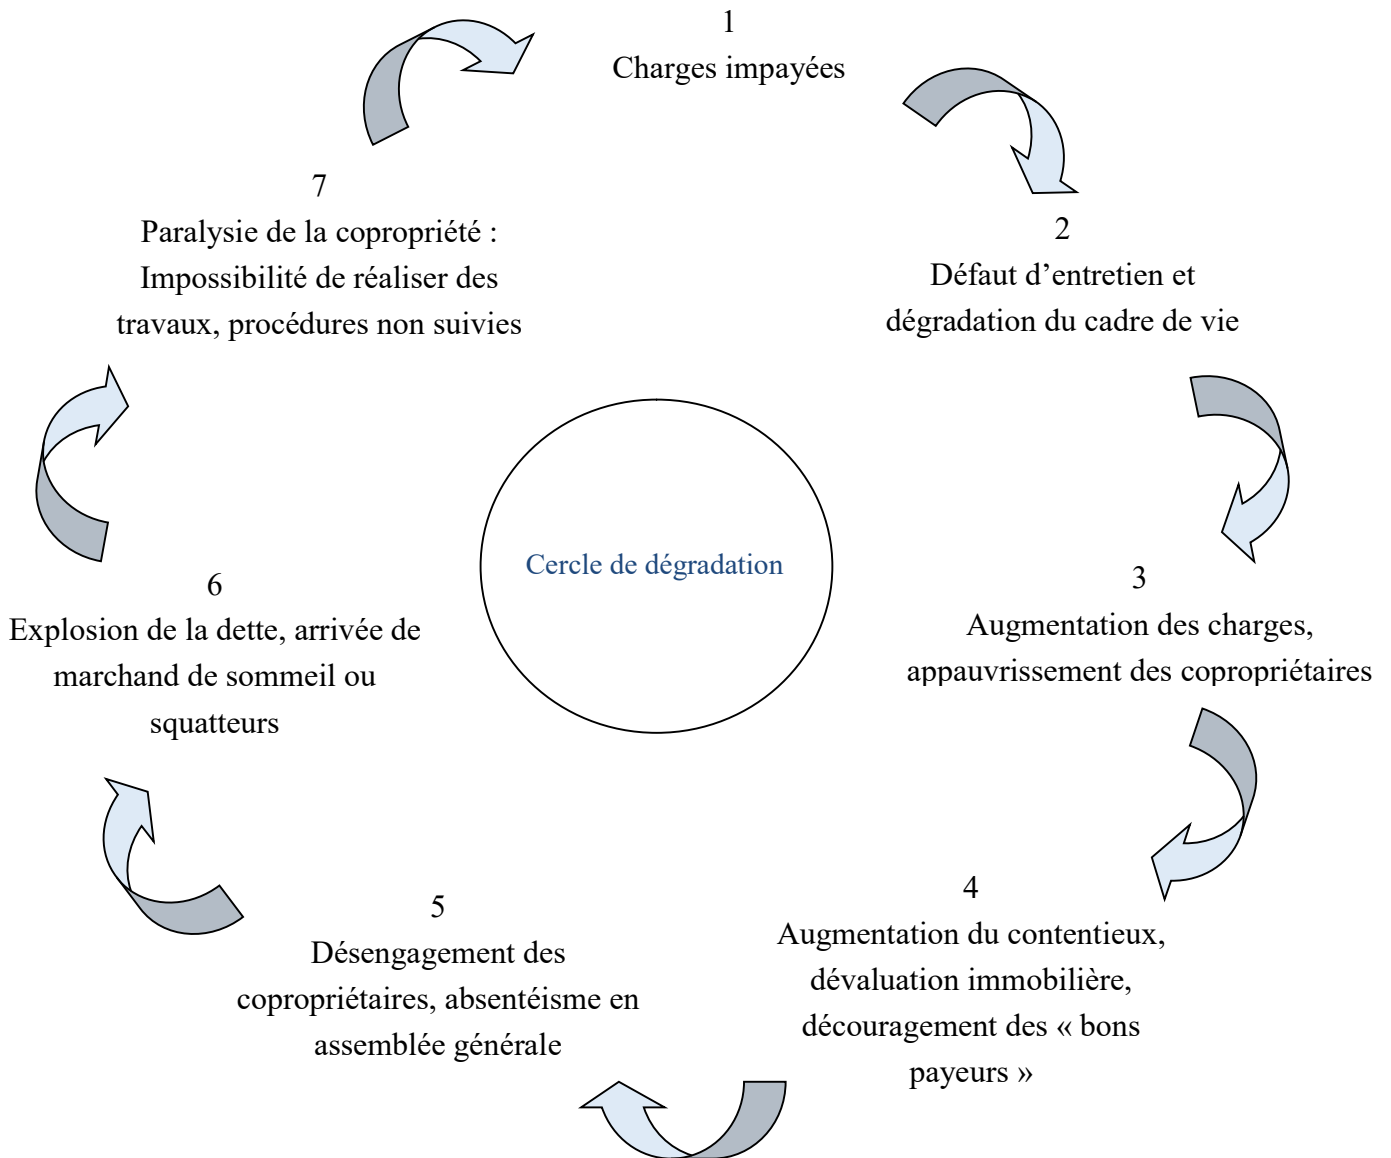 1
Charges impayées
2
Défaut d’entretien et
dégradation du cadre de vie
3
Augmentation des charges,
appauvrissement des copropriétaires
4
Augmentation du contentieux,
dévaluation immobilière,
découragement des « bons
payeurs »
5
Désengagement des
copropriétaires, absentéisme en
assemblée générale
6
Explosion de la dette, arrivée de
marchand de sommeil ou
squatteurs
7
Paralysie de la copropriété :
Impossibilité de réaliser des
travaux, procédures non suivies
Cercle de dégradation